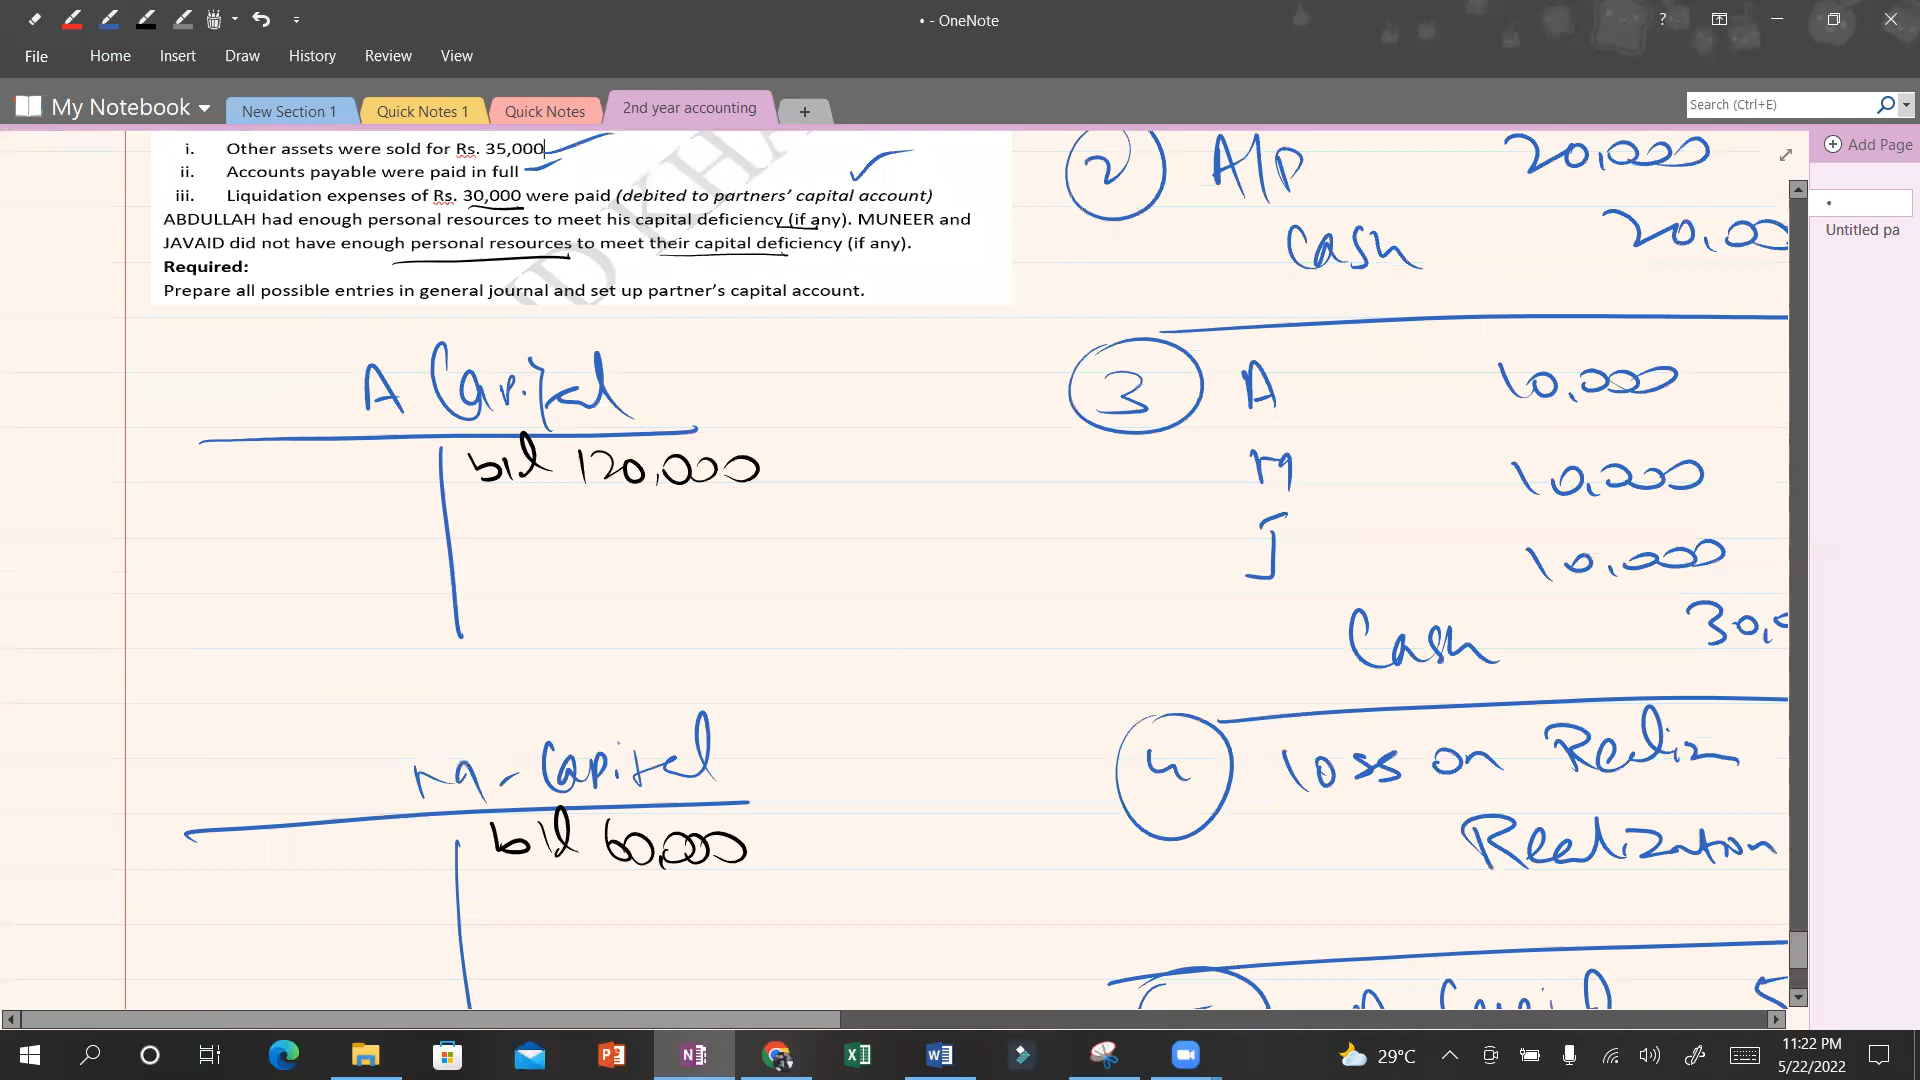 • - OneNote
?
File Home Insert Draw History Review View
My Notebook New Section 1 Quick Notes 1 Quick Notes 2nd year accounting + Search (Ctrl+E)
Add Page
•
Untitled pa
i. Other assets were sold for Rs. 35,000
ii. Accounts payable were paid in full
iii. Liquidation expenses of Rs. 30,000 were paid (debited to partners' capital account)
ABDULLAH had enough personal resources to meet his capital deficiency (if any). MUNEER and
JAVAID did not have enough personal resources to meet their capital deficiency (if any).
Required:
Prepare all possible entries in general journal and set up partner's capital account.
A Capital
b/d 120,000
M - Capital
b/d 60,000
2 A/P 20,000
Cash 20,00
3 A 10,000
M 10,000
J 10,000
Cash 30,0
4 loss on Realiz
Realization
29°C
11:22 PM
5/22/2022